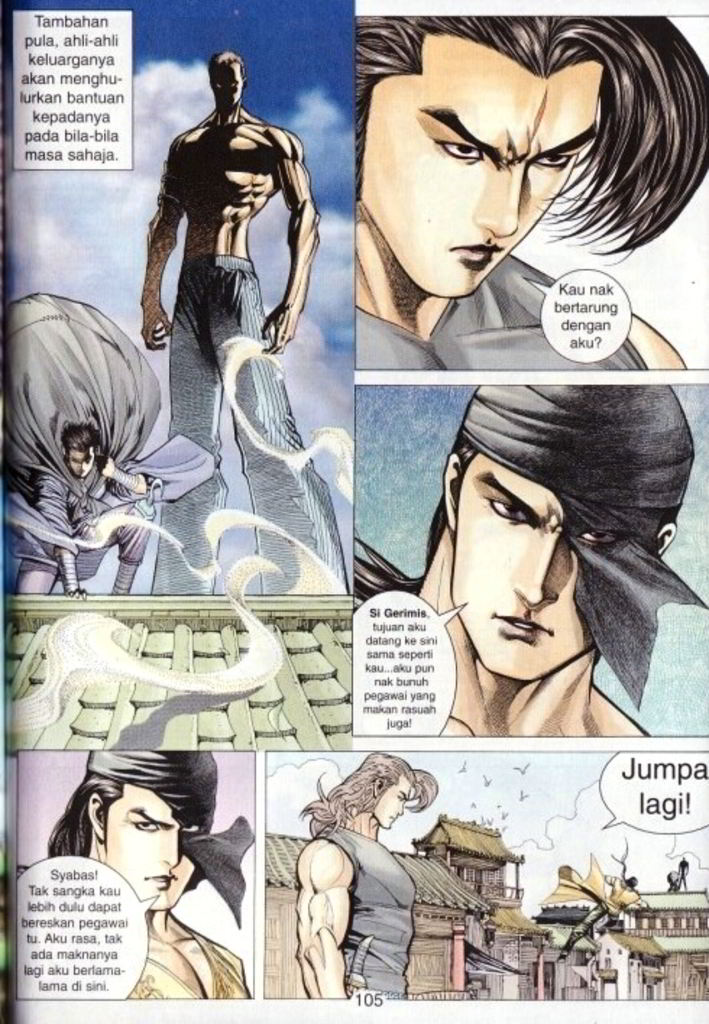 Tambahan
pula, ahli-ahli
keluarganya
akan menghu-
lurkan bantuan
kepadanya
pada bila-bila
masa sahaja.
Kau nak
bertarung
dengan
aku?
Si Gerimis,
tujuan aku
datang ke sini
sama seperti
kau...aku pun
nak bunuh
pegawai yang
makan rasuah
juga!
Syabas!
Tak sangka kau
lebih dulu dapat
bereskan pegawai
tu. Aku rasa, tak
ada maknanya
lagi aku berlama-
lama di sini.
Jumpa
lagi!
105